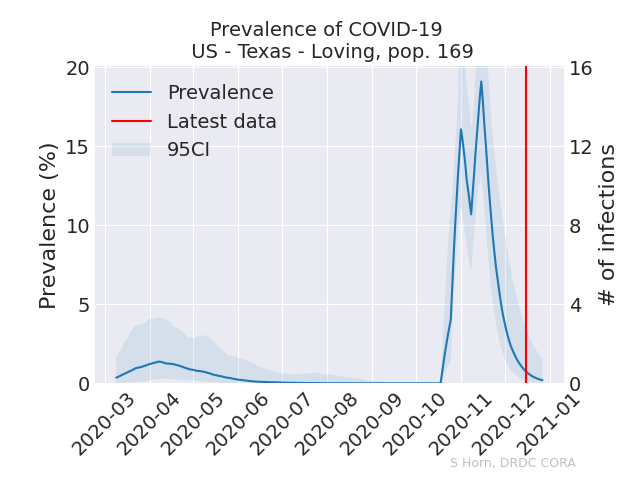 Prevalence of COVID-19
US - Texas - Loving, pop. 169
Prevalence (%)
20
15
10
5
0
Prevalence
Latest data
95CI
16
12
8
4
0
# of infections
2020-03
2020-04
2020-05
2020-06
2020-07
2020-08
2020-09
2020-10
2020-11
2020-12
2021-01
S Horn, DRDC CORA